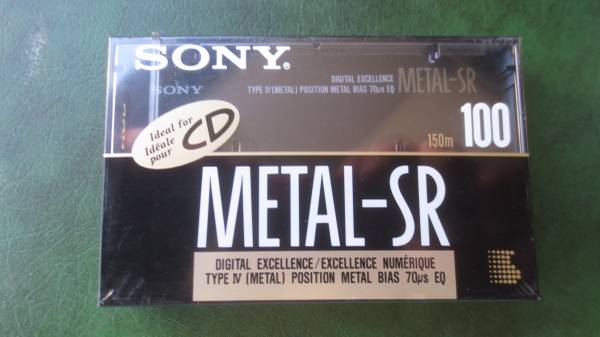 SONY®
DIGITAL EXCELLENCE METAL-SR
SONY TYPE IV (METAL) POSITION METAL BIAS 70µs EQ
Ideal for
Idéale
pour
CD
150m 100
METAL-SR
DIGITAL EXCELLENCE/EXCELLENCE NUMÉRIQUE
TYPE IV (METAL) POSITION METAL BIAS 70µs EQ